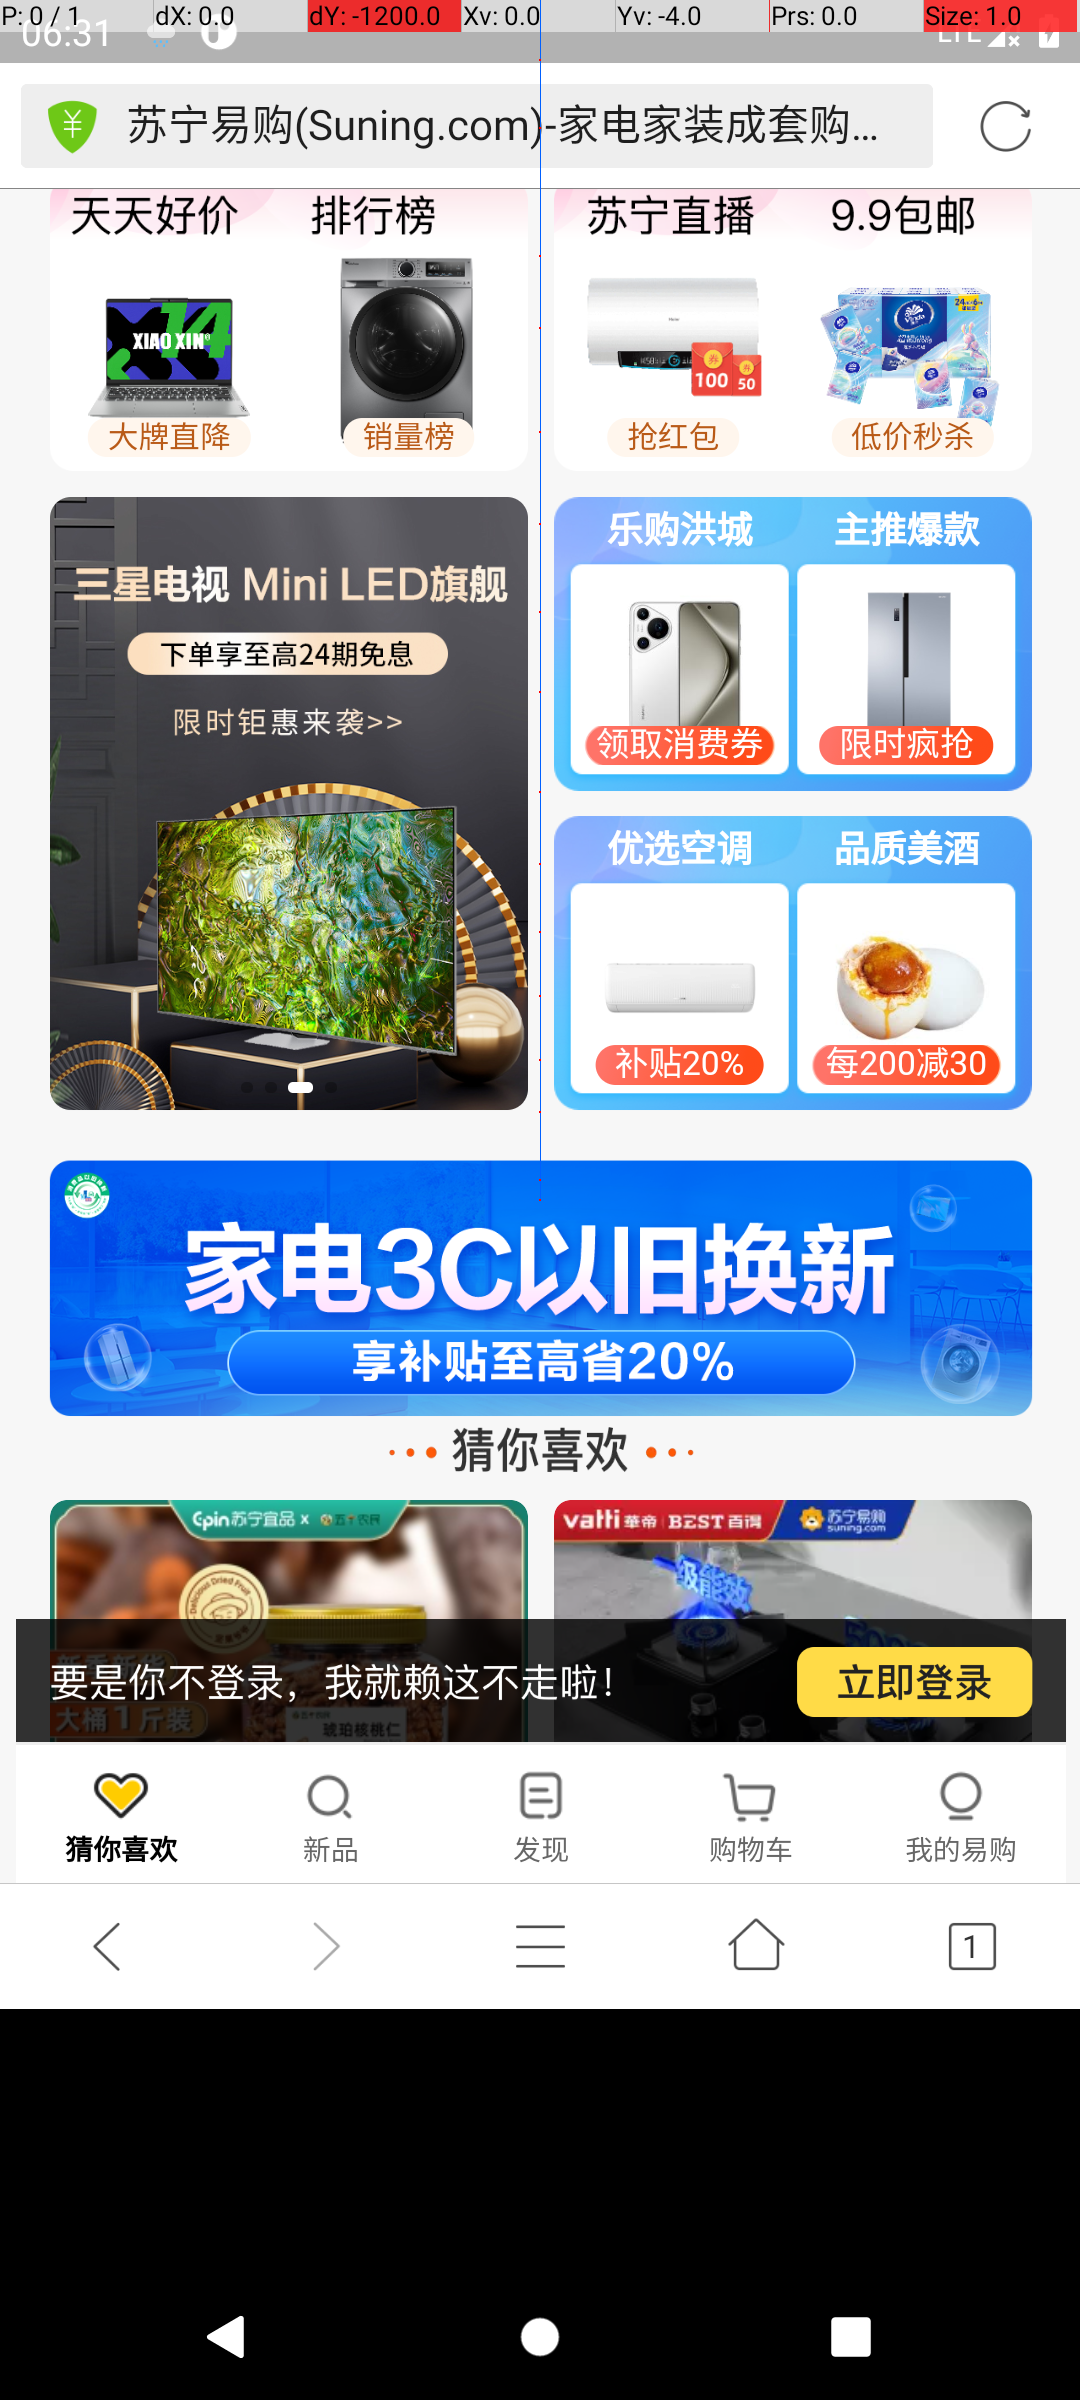 P: 0 / 1 dX: 0.0 dY: -1200.0 Xv: 0.0 Yv: -4.0 Prs: 0.0 Size: 1.0
06:31 LTE
苏宁易购(Suning.com)-家电家装成套购...
天天好价 排行榜 苏宁直播 9.9包邮
XIAO XIN 14
100 50
大牌直降 销量榜 抢红包 低价秒杀
三星电视 Mini LED旗舰
下单享至高24期免息
限时钜惠来袭>>
乐购洪城 主推爆款
领取消费券 限时疯抢
优选空调 品质美酒
补贴20% 每200减30
家电3C以旧换新
享补贴至高省20%
猜你喜欢
苏宁宜品 x
vatti 華帝 BEST 百得 苏宁易购
suning.com
Delicious Dried Fruit
级能效
要是你不登录，我就赖这不走啦！ 立即登录
大桶1斤装
琥珀核桃仁
猜你喜欢 新品 发现 购物车 我的易购
1